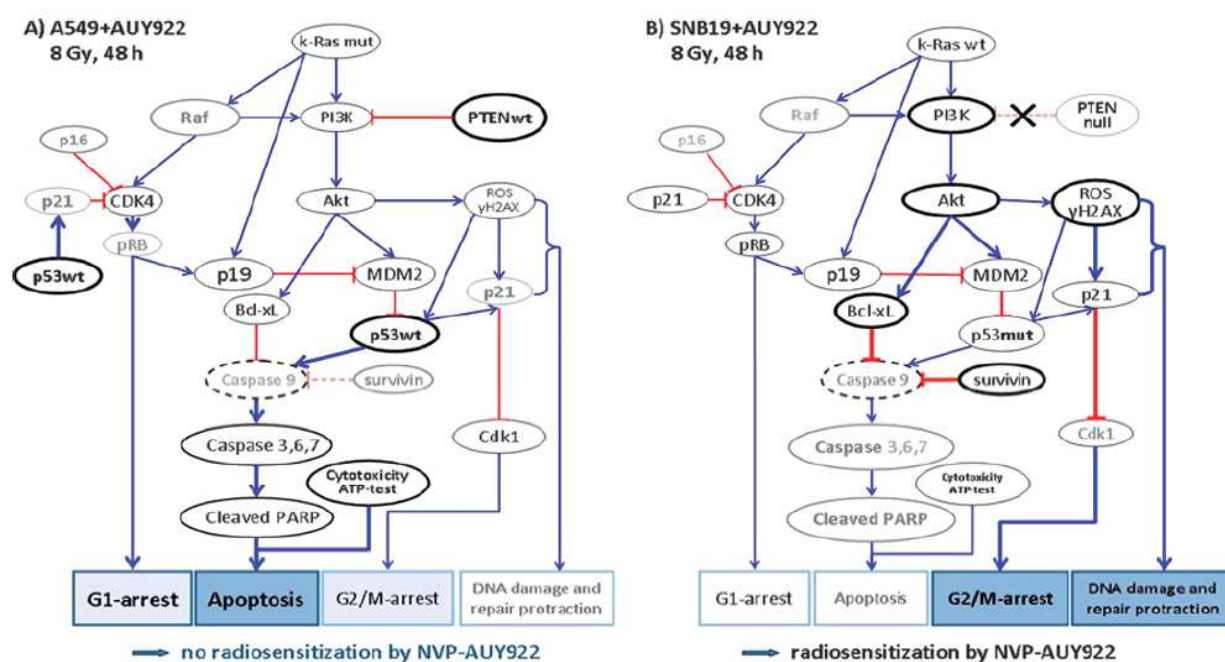 A) A549+AUY922
8 Gy, 48 h
k-Ras mut
Raf
PI3K
PTENwt
p16
p21
CDK4
Akt
ROS
γH2AX
pRB
p53wt
p19
MDM2
p21
Bcl-xL
p53wt
Caspase 9
survivin
Caspase 3,6,7
Cdk1
Cytotoxicity
ATP-test
Cleaved PARP
G1-arrest
Apoptosis
G2/M-arrest
DNA damage and
repair protraction
no radiosensitization by NVP-AUY922
B) SNB19+AUY922
8 Gy, 48 h
k-Ras wt
Raf
PI3K
PTEN
null
p16
p21
CDK4
Akt
ROS
γH2AX
pRB
p19
MDM2
p21
Bcl-xL
p53mut
Caspase 9
survivin
Cdk1
Caspase 3,6,7
Cytotoxicity
ATP-test
Cleaved PARP
G1-arrest
Apoptosis
G2/M-arrest
DNA damage and
repair protraction
radiosensitization by NVP-AUY922